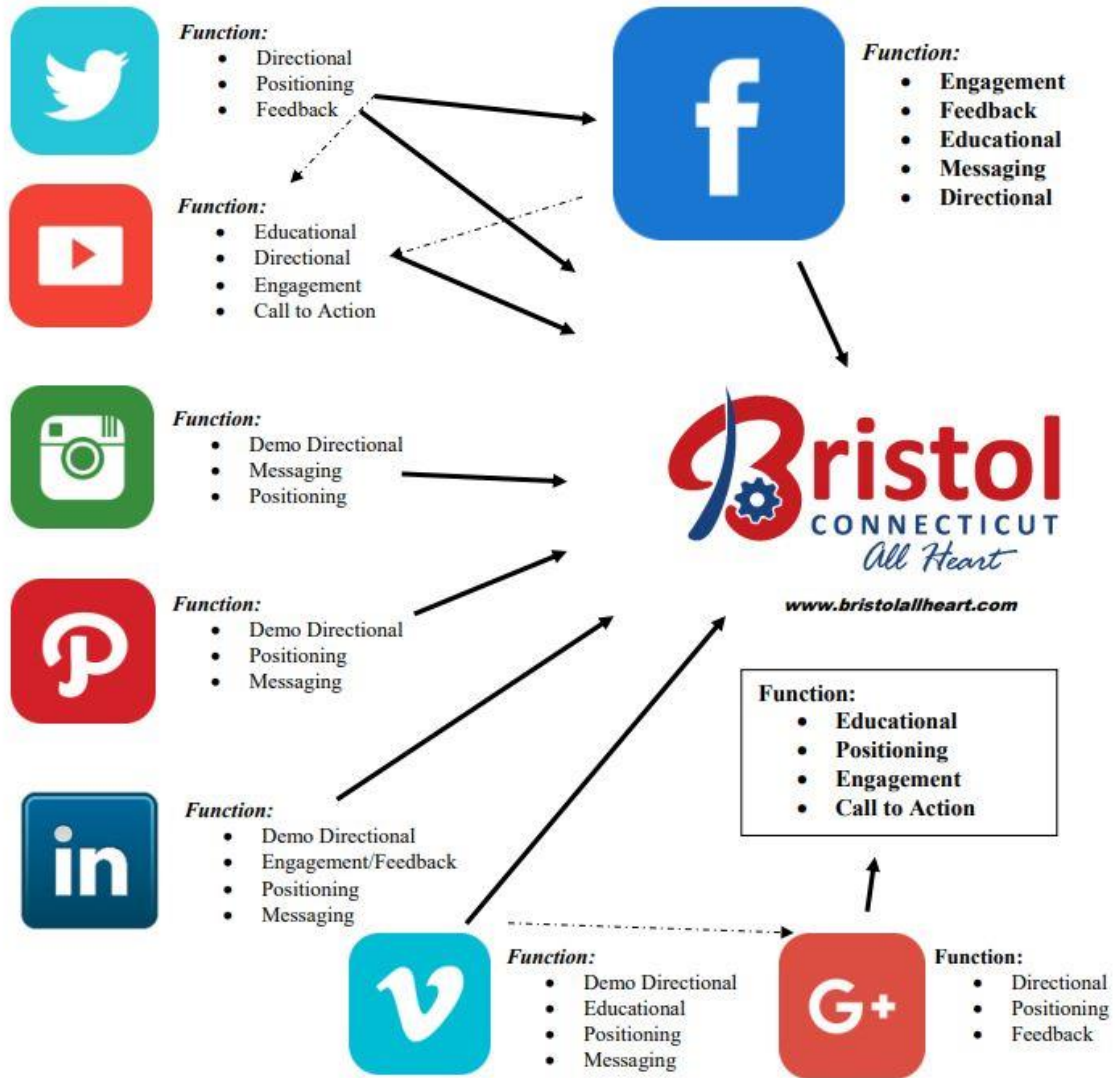 Function:
• Directional
• Positioning
• Feedback
f
Function:
• Engagement
• Feedback
• Educational
• Messaging
• Directional
Function:
• Educational
• Directional
• Engagement
• Call to Action
Function:
• Demo Directional
• Messaging
• Positioning
Bristol
CONNECTICUT
All Heart
www.bristolallheart.com
Function:
• Demo Directional
• Positioning
• Messaging
Function:
• Educational
• Positioning
• Engagement
• Call to Action
in
Function:
• Demo Directional
• Engagement/Feedback
• Positioning
• Messaging
Function:
• Demo Directional
• Educational
• Positioning
• Messaging
G+
Function:
• Directional
• Positioning
• Feedback